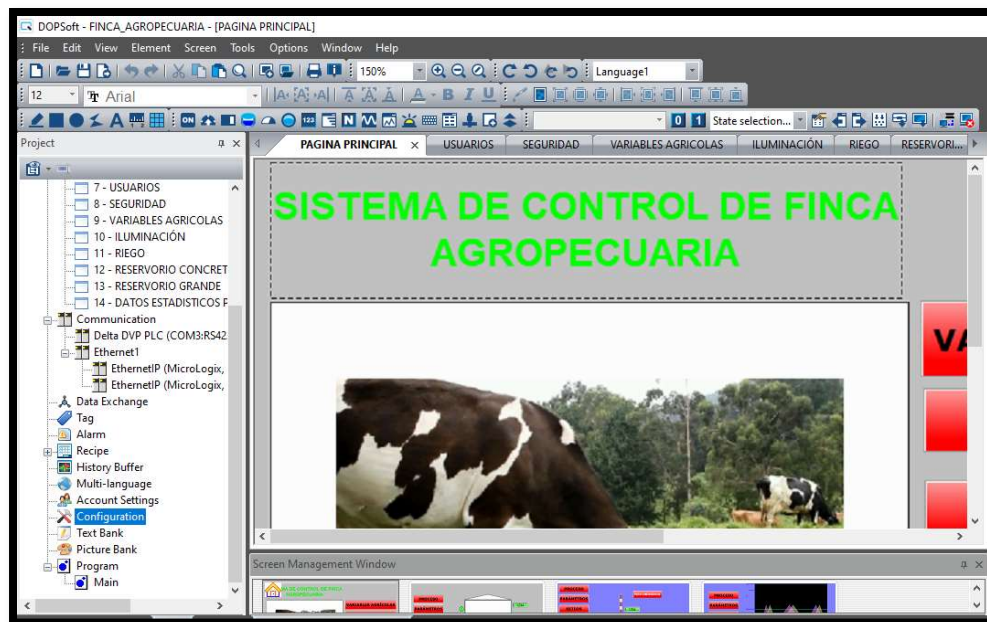 DOPSoft - FINCA_AGROPECUARIA - [PAGINA PRINCIPAL]
File Edit View Element Screen Tools Options Window Help
150% Language1
12 Arial
State selection...
Project
PAGINA PRINCIPAL × USUARIOS SEGURIDAD VARIABLES AGRICOLAS ILUMINACIÓN RIEGO RESERVORI...
7 - USUARIOS
8 - SEGURIDAD
9 - VARIABLES AGRICOLAS
10 - ILUMINACIÓN
11 - RIEGO
12 - RESERVORIO CONCRET
13 - RESERVORIO GRANDE
14 - DATOS ESTADISTICOS P
Communication
Delta DVP PLC (COM3:RS42
Ethernet1
EthernetIP (MicroLogix,
EthernetIP (MicroLogix,
Data Exchange
Tag
Alarm
Recipe
History Buffer
Multi-language
Account Settings
Configuration
Text Bank
Picture Bank
Program
Main
SISTEMA DE CONTROL DE FINCA
AGROPECUARIA
VA
Screen Management Window